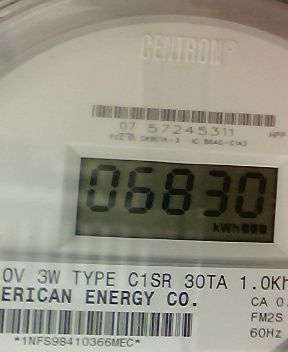 CENTRON®
07 57245311
06830
kWh
0V 3W TYPE C1SR 30TA 1.0Kh
ERICAN ENERGY CO.
CA 0.
FM2S
60Hz
*1NFS98410366MEC*